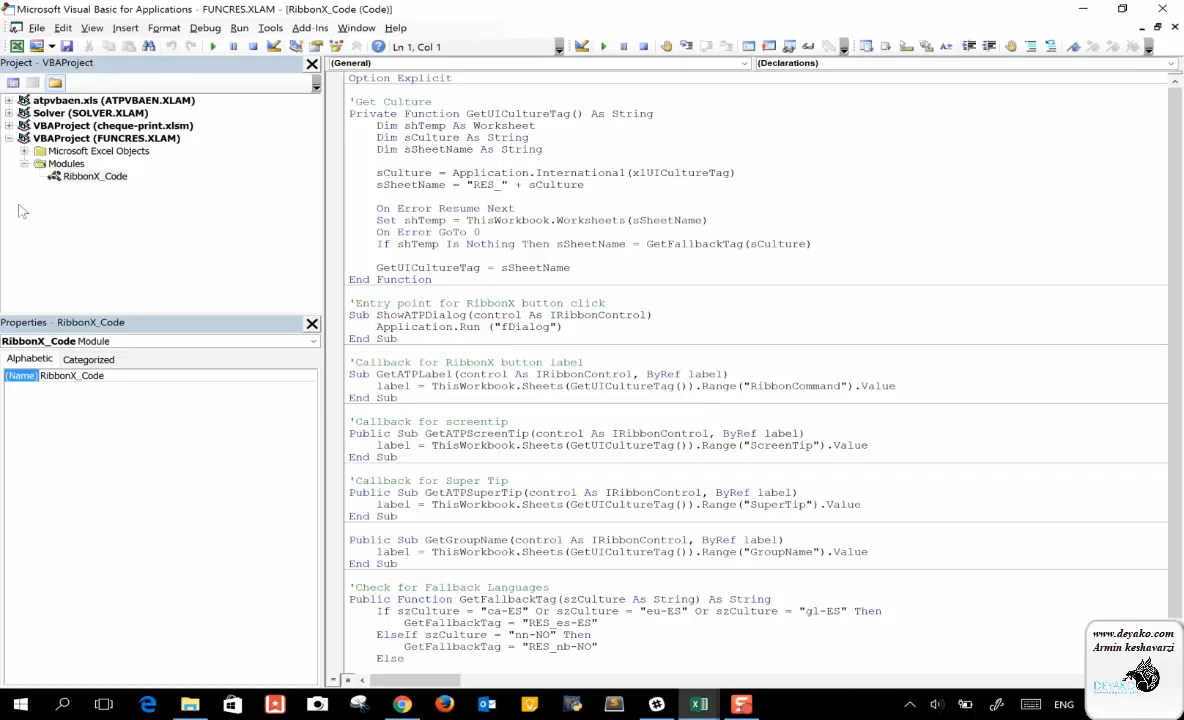 Microsoft Visual Basic for Applications - FUNCRES.XLAM - [RibbonX_Code (Code)]
File Edit View Insert Format Debug Run Tools Add-Ins Window Help
Ln 1, Col 1
Project - VBAProject
(General)
(Declarations)
atpvbaen.xls (ATPVBAEN.XLAM)
Solver (SOLVER.XLAM)
VBAProject (cheque-print.xlsm)
VBAProject (FUNCRES.XLAM)
Microsoft Excel Objects
Modules
RibbonX_Code
Properties - RibbonX_Code
RibbonX_Code Module
Alphabetic Categorized
(Name) RibbonX_Code
Option Explicit
'Get Culture
Private Function GetUICultureTag() As String
Dim shTemp As Worksheet
Dim sCulture As String
Dim sSheetName As String
sCulture = Application.International(xlUICultureTag)
sSheetName = "RES_" + sCulture
On Error Resume Next
Set shTemp = ThisWorkbook.Worksheets(sSheetName)
On Error GoTo 0
If shTemp Is Nothing Then sSheetName = GetFallbackTag(sCulture)
GetUICultureTag = sSheetName
End Function
'Entry point for RibbonX button click
Sub ShowATPDialog(control As IRibbonControl)
Application.Run ("fDialog")
End Sub
'Callback for RibbonX button label
Sub GetATPLabel(control As IRibbonControl, ByRef label)
label = ThisWorkbook.Sheets(GetUICultureTag()).Range("RibbonCommand").Value
End Sub
'Callback for screentip
Public Sub GetATPScreenTip(control As IRibbonControl, ByRef label)
label = ThisWorkbook.Sheets(GetUICultureTag()).Range("ScreenTip").Value
End Sub
'Callback for Super Tip
Public Sub GetATPSuperTip(control As IRibbonControl, ByRef label)
label = ThisWorkbook.Sheets(GetUICultureTag()).Range("SuperTip").Value
End Sub
Public Sub GetGroupName(control As IRibbonControl, ByRef label)
label = ThisWorkbook.Sheets(GetUICultureTag()).Range("GroupName").Value
End Sub
'Check for Fallback Languages
Public Function GetFallbackTag(szCulture As String) As String
If szCulture = "ca-ES" Or szCulture = "eu-ES" Or szCulture = "gl-ES" Then
GetFallbackTag = "RES_es-ES"
ElseIf szCulture = "nn-NO" Then
GetFallbackTag = "RES_nb-NO"
Else
www.deyako.com
Armin keshavarzi
DEYAKO
ENG